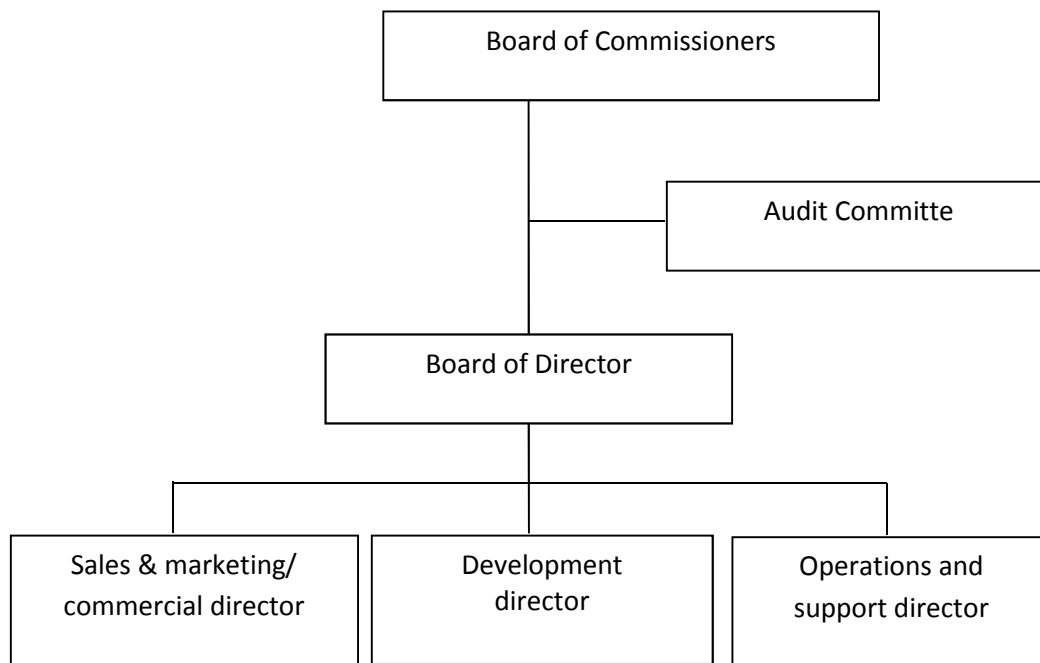 Board of Commissioners
Audit Committe
Board of Director
Sales & marketing/
commercial director
Development
director
Operations and
support director